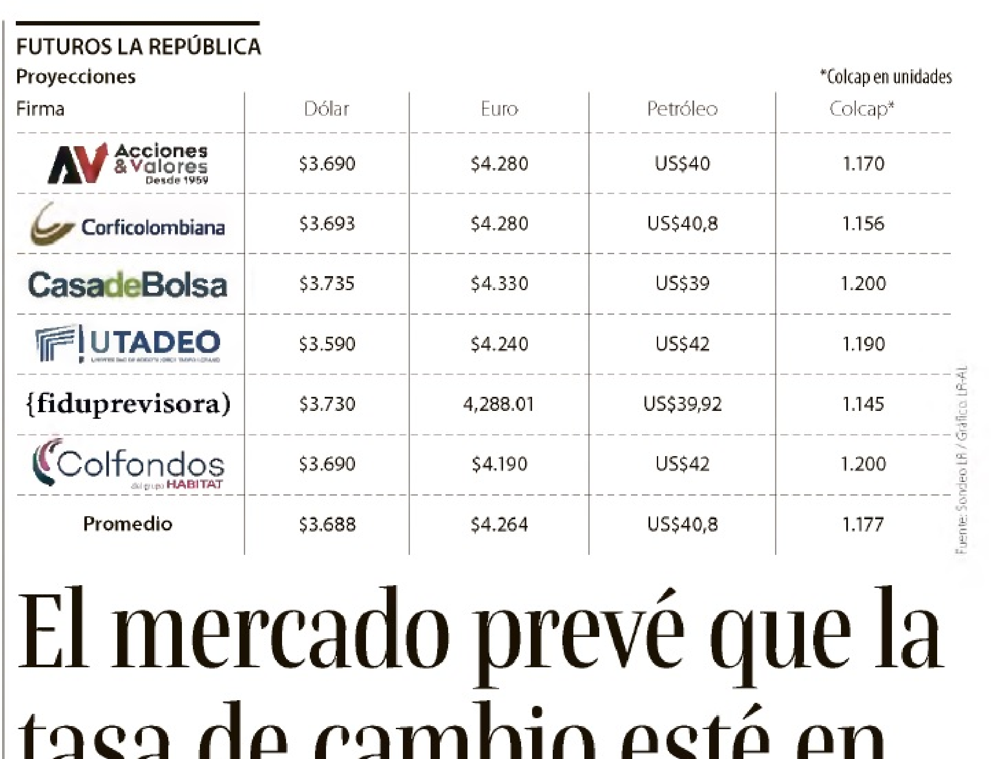 FUTUROS LA REPÚBLICA
Proyecciones
*Colcap en unidades
Firma Dólar Euro Petróleo Colcap*
AV Acciones
&Valores
Desde 1959
$3.690 $4.280 US$40 1.170
Corficolombiana $3.693 $4.280 US$40,8 1.156
CasadeBolsa $3.735 $4.330 US$39 1.200
UTADEO $3.590 $4.240 US$42 1.190
{fiduprevisora) $3.730 4,288.01 US$39,92 1.145
Colfondos $3.690 $4.190 US$42 1.200
del grupo HABITAT
Promedio $3.688 $4.264 US$40,8 1.177
Fuente: Sondeo LR / Gráfico: LR-AL
El mercado prevé que la
tasa de cambio esté en